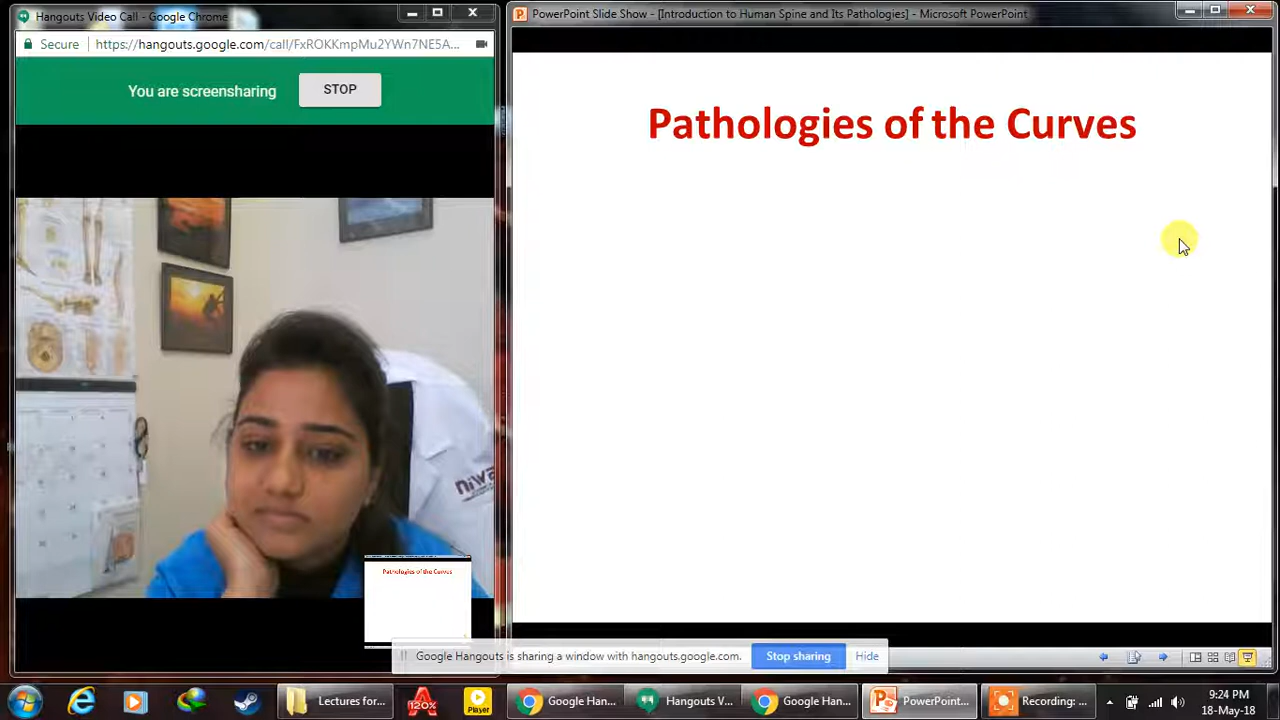 Hangouts Video Call - Google Chrome
Secure
https://hangouts.google.com/call/FxROKKmpMu2YWn7NE5A...
You are screensharing
STOP
niwa
Pathologies of the Curves
PowerPoint Slide Show - [Introduction to Human Spine and Its Pathologies] - Microsoft PowerPoint
Pathologies of the Curves
Google Hangouts is sharing a window with hangouts.google.com.
Stop sharing
Hide
Lectures for...
120%
Player
Google Han...
Hangouts V...
Google Han...
PowerPoint...
Recording: ...
9:24 PM
18-May-18